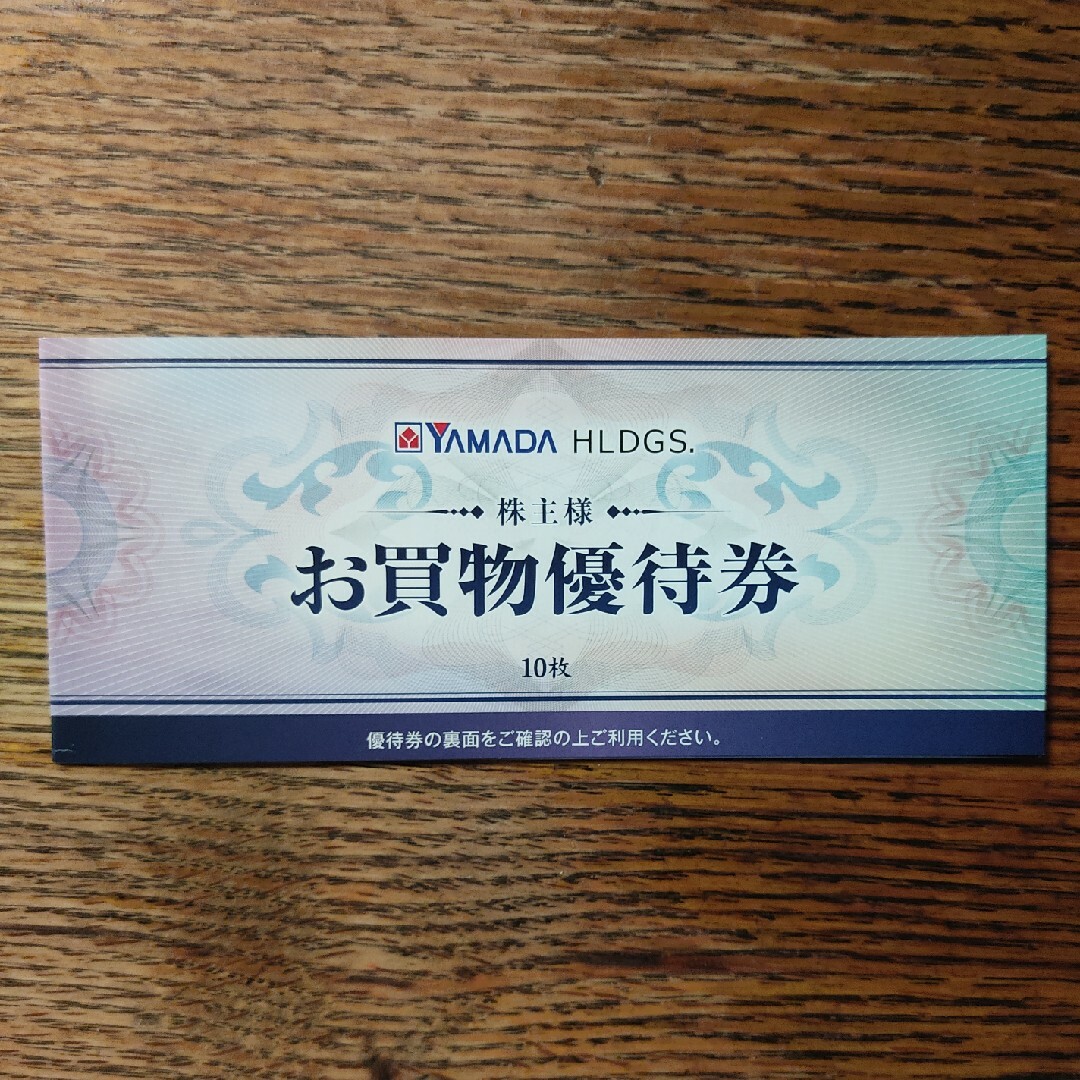 YAMADA HLDGS.
株主様
お買物優待券
10枚
優待券の裏面をご確認の上ご利用ください。